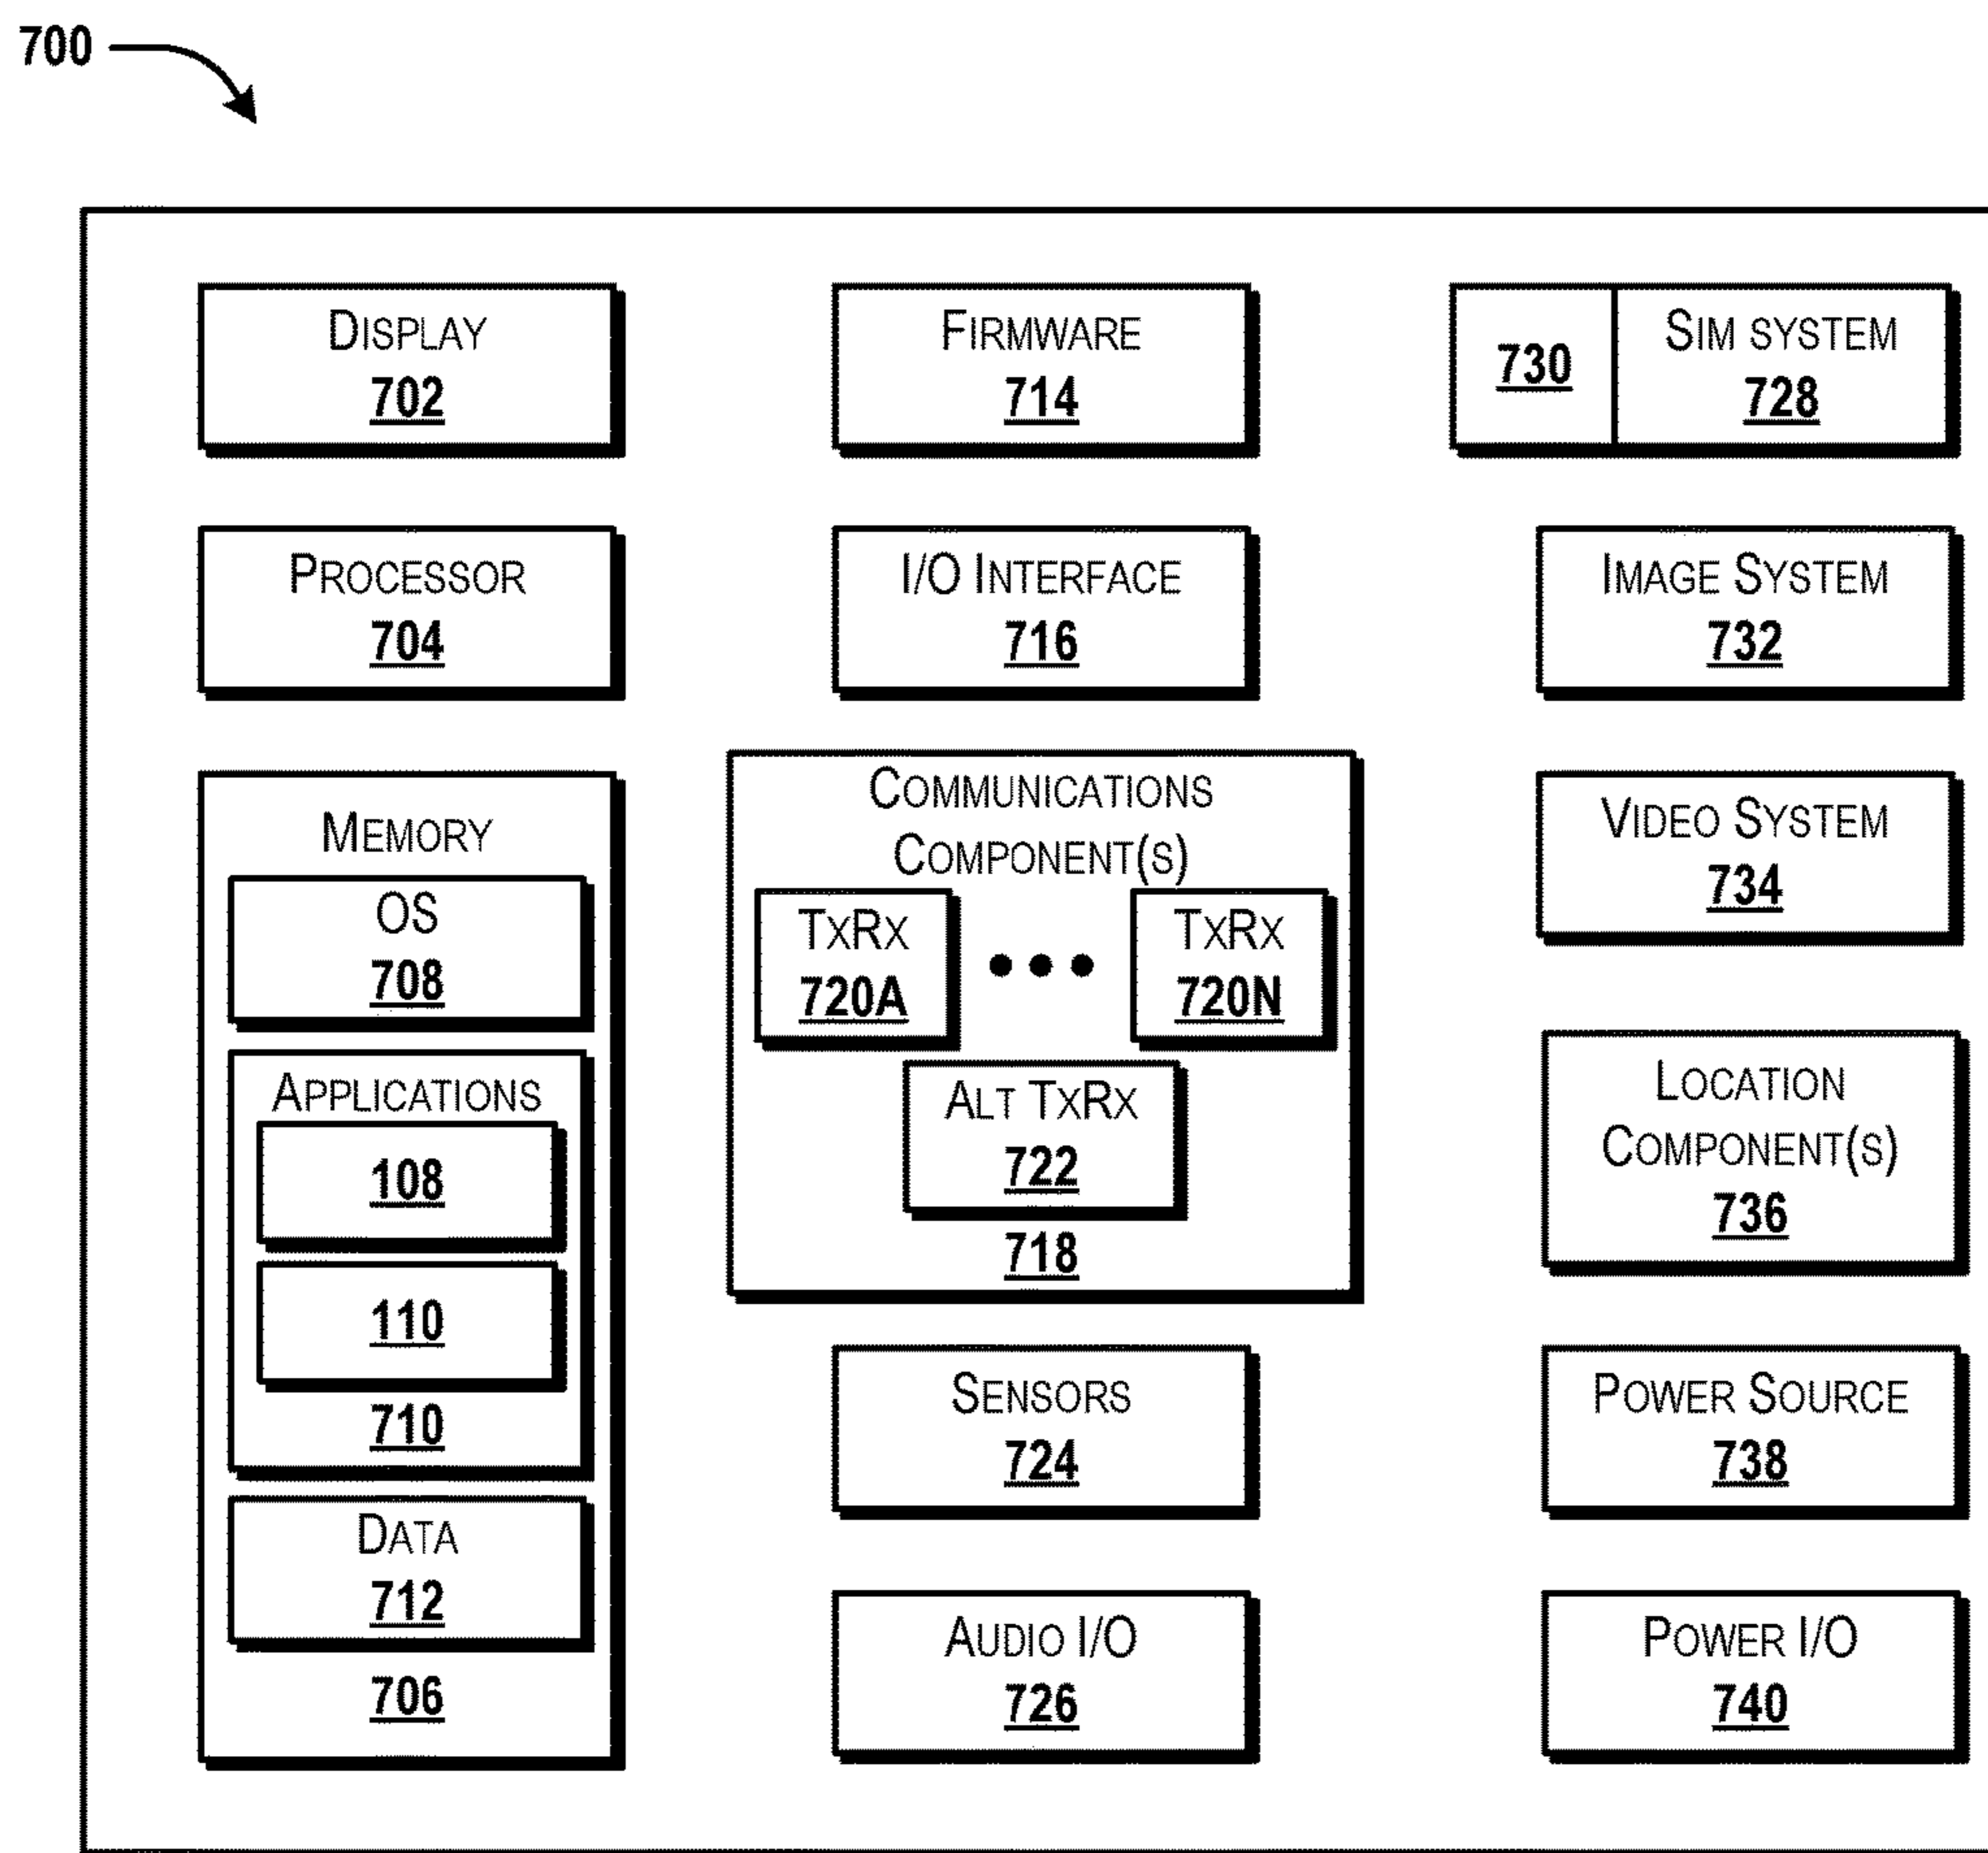 700
DISPLAY
702
PROCESSOR
704
MEMORY
OS
708
APPLICATIONS
108
110
710
DATA
712
706
FIRMWARE
714
I/O INTERFACE
716
COMMUNICATIONS
COMPONENT(S)
TXRX
720A
TXRX
720N
ALT TXRX
722
718
SENSORS
724
AUDIO I/O
726
730
SIM SYSTEM
728
IMAGE SYSTEM
732
VIDEO SYSTEM
734
LOCATION
COMPONENT(S)
736
POWER SOURCE
738
POWER I/O
740